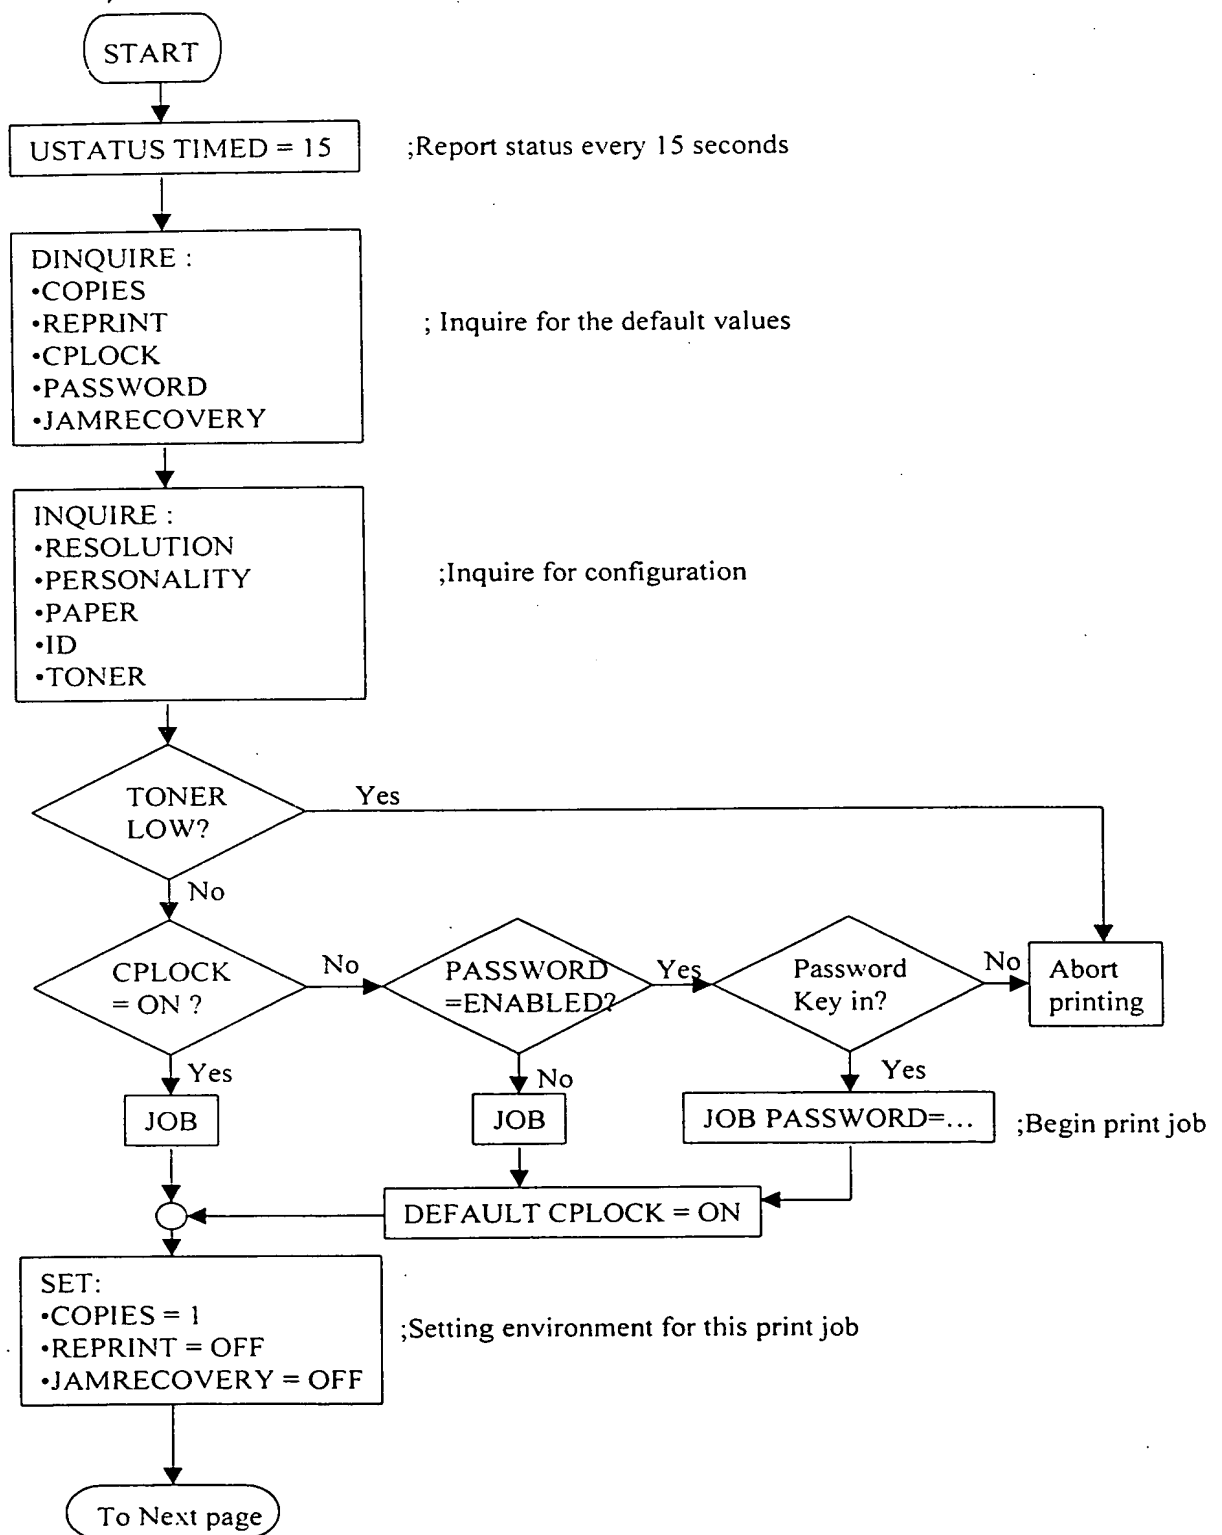 START
USTATUS TIMED = 15
;Report status every 15 seconds
DINQUIRE :
•COPIES
•REPRINT
•CPLOCK
•PASSWORD
•JAMRECOVERY
; Inquire for the default values
INQUIRE :
•RESOLUTION
•PERSONALITY
•PAPER
•ID
•TONER
;Inquire for configuration
TONER
LOW?
Yes
No
CPLOCK
= ON ?
No
PASSWORD
=ENABLED?
Yes
Password
Key in?
No
Abort
printing
Yes
JOB
No
JOB
Yes
JOB PASSWORD=...
;Begin print job
DEFAULT CPLOCK = ON
SET:
•COPIES = 1
•REPRINT = OFF
•JAMRECOVERY = OFF
;Setting environment for this print job
To Next page